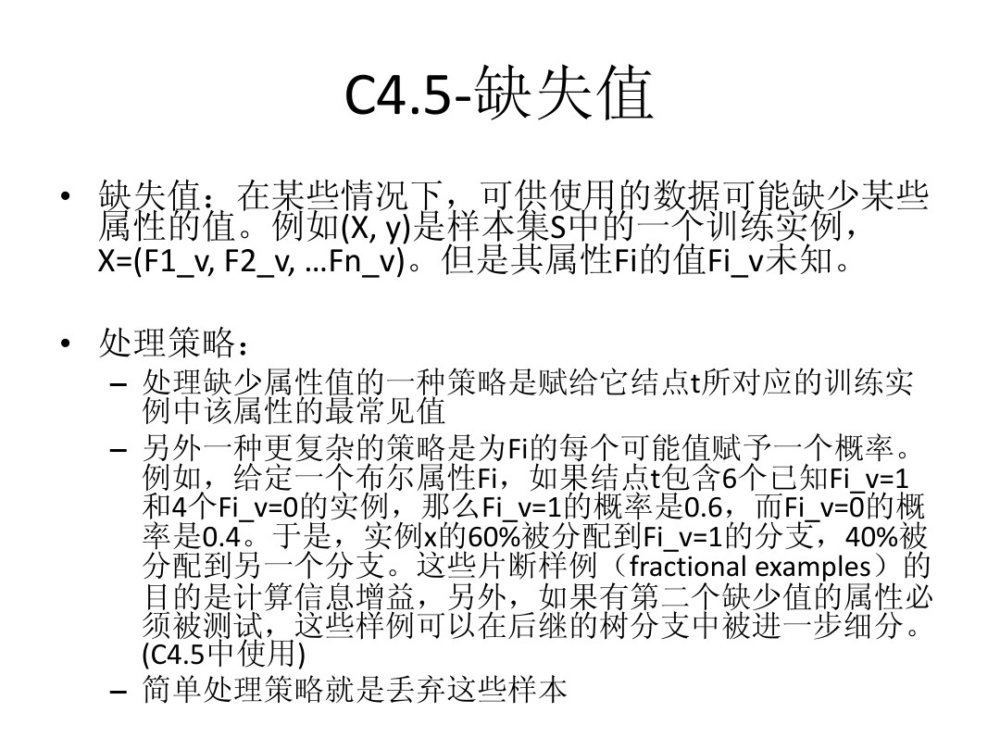 C4.5-缺失值
• 缺失值：在某些情况下，可供使用的数据可能缺少某些
属性的值。例如(X, y)是样本集S中的一个训练实例，
X=(F1_v, F2_v, …Fn_v)。但是其属性Fi的值Fi_v未知。
• 处理策略：
– 处理缺少属性值的一种策略是赋给它结点t所对应的训练实
例中该属性的最常见值
– 另外一种更复杂的策略是为Fi的每个可能值赋予一个概率。
例如，给定一个布尔属性Fi，如果结点t包含6个已知Fi_v=1
和4个Fi_v=0的实例，那么Fi_v=1的概率是0.6，而Fi_v=0的概
率是0.4。于是，实例x的60%被分配到Fi_v=1的分支，40%被
分配到另一个分支。这些片断样例（fractional examples）的
目的是计算信息增益，另外，如果有第二个缺少值的属性必
须被测试，这些样例可以在后继的树分支中被进一步细分。
(C4.5中使用)
– 简单处理策略就是丢弃这些样本